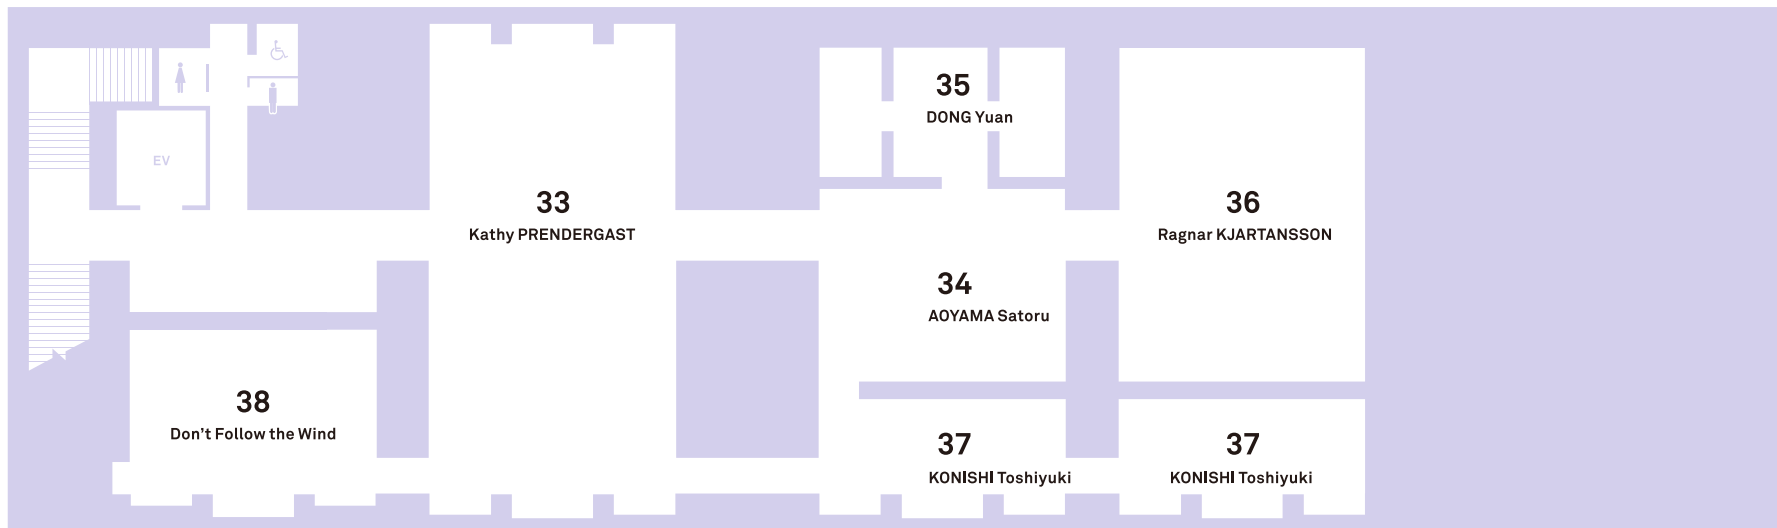 EV
33
Kathy PRENDERGAST
35
DONG Yuan
34
AOYAMA Satoru
36
Ragnar KJARTANSSON
38
Don’t Follow the Wind
37
KONISHI Toshiyuki
37
KONISHI Toshiyuki